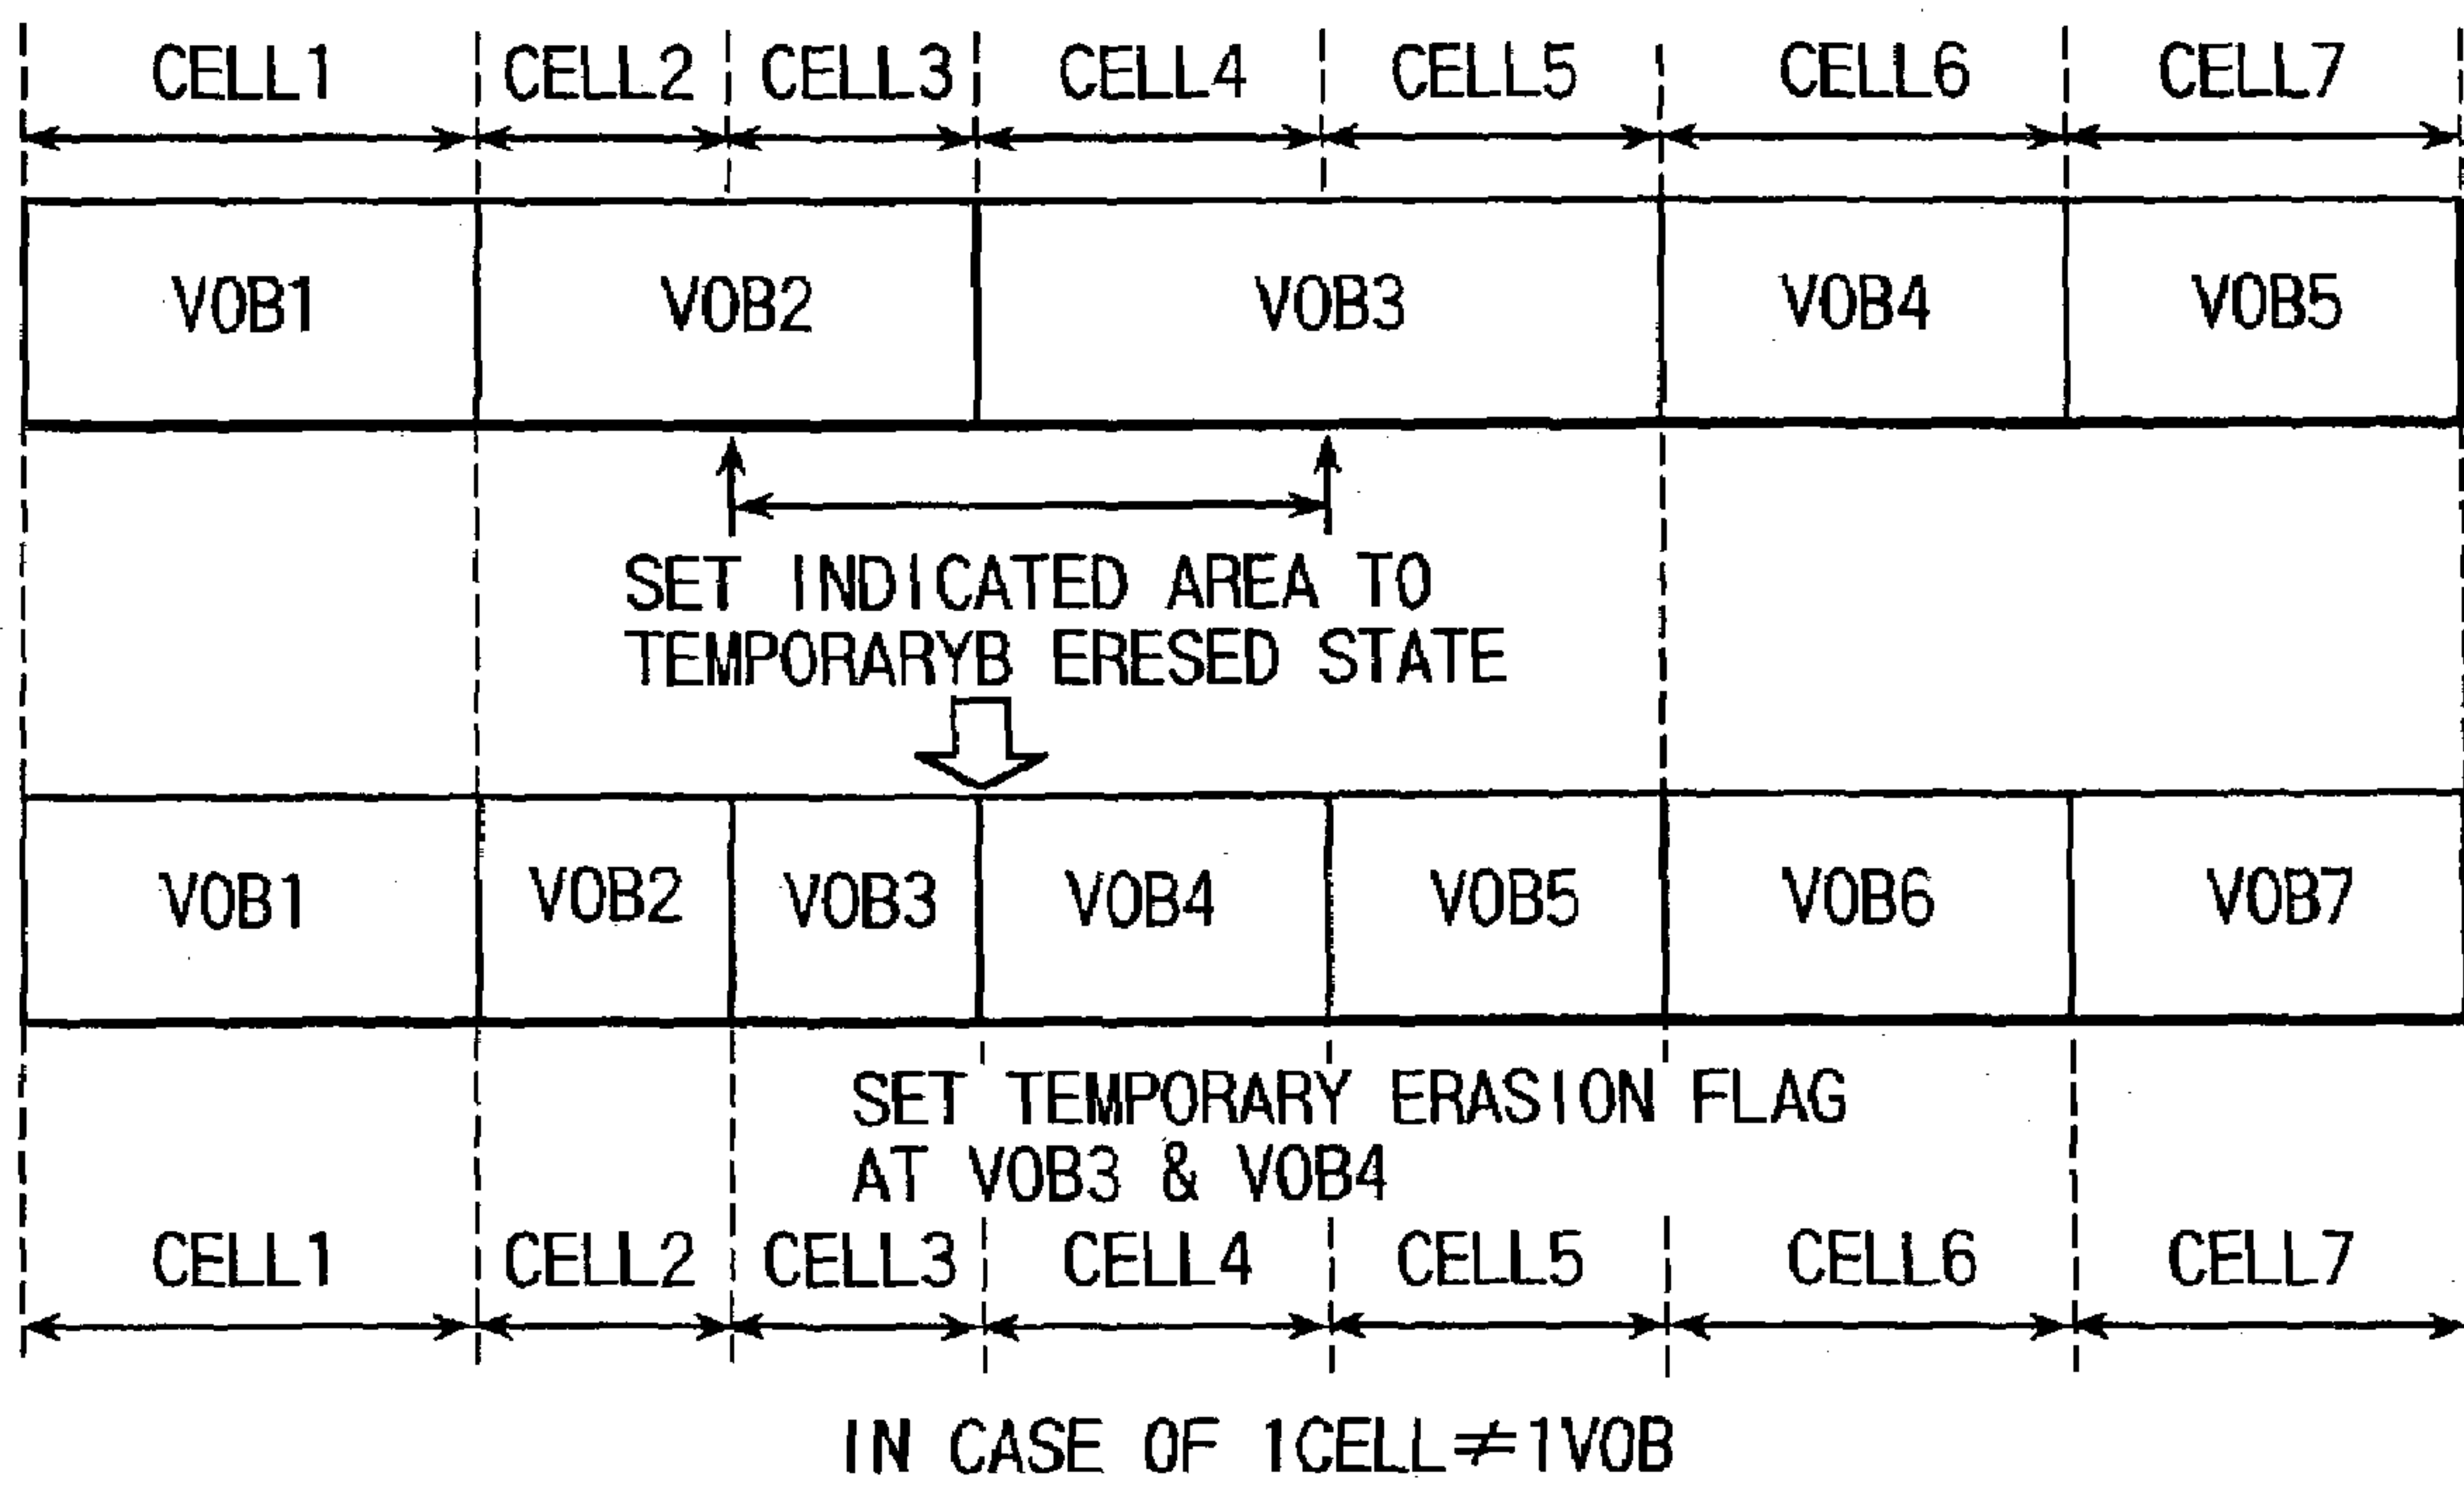 CELL1 CELL2 CELL3 CELL4 CELL5 CELL6 CELL7
VOB1 VOB2 VOB3 VOB4 VOB5
SET INDICATED AREA TO
TEMPORARYB ERESED STATE
VOB1 VOB2 VOB3 VOB4 VOB5 VOB6 VOB7
SET TEMPORARY ERASION FLAG
AT VOB3 & VOB4
CELL1 CELL2 CELL3 CELL4 CELL5 CELL6 CELL7
IN CASE OF 1CELL≠1VOB